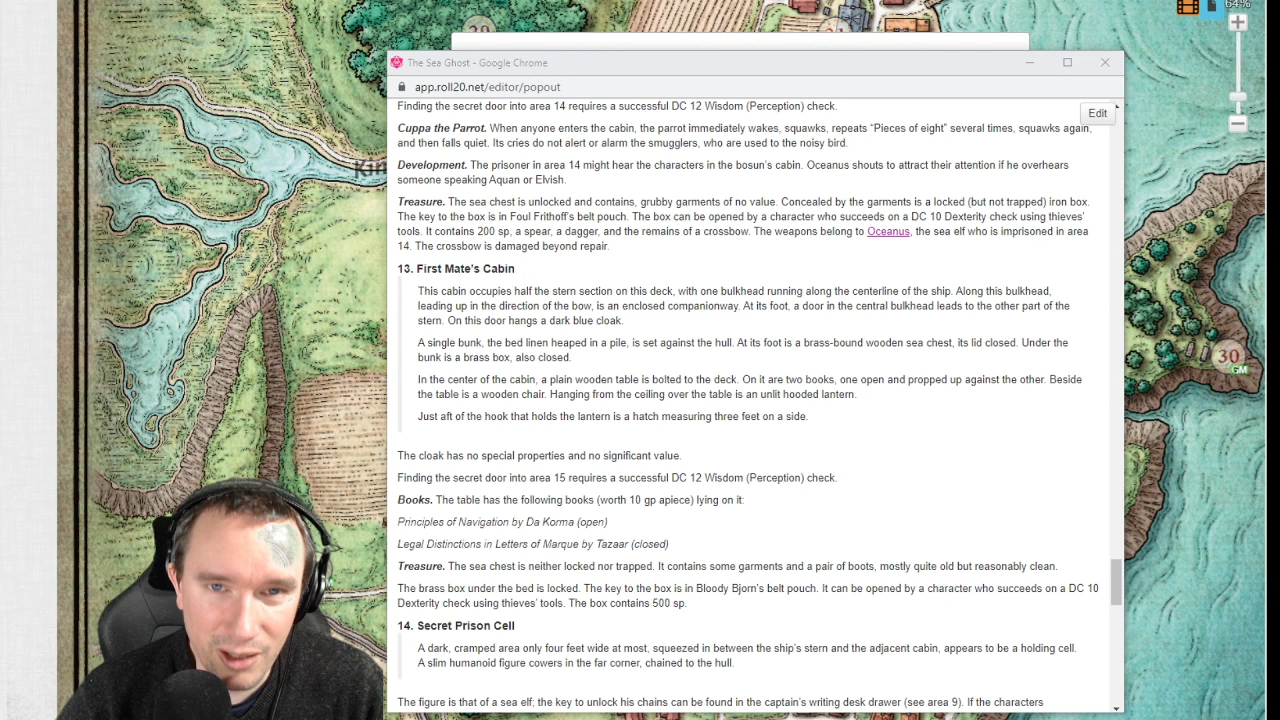 64%
The Sea Ghost - Google Chrome
app.roll20.net/editor/popout
Edit
Finding the secret door into area 14 requires a successful DC 12 Wisdom (Perception) check.
Cuppa the Parrot. When anyone enters the cabin, the parrot immediately wakes, squawks, repeats “Pieces of eight” several times, squawks again,
and then falls quiet. Its cries do not alert or alarm the smugglers, who are used to the noisy bird.
Development. The prisoner in area 14 might hear the characters in the bosun’s cabin. Oceanus shouts to attract their attention if he overhears
someone speaking Aquan or Elvish.
Treasure. The sea chest is unlocked and contains, grubby garments of no value. Concealed by the garments is a locked (but not trapped) iron box.
The key to the box is in Foul Frithoff’s belt pouch. The box can be opened by a character who succeeds on a DC 10 Dexterity check using thieves’
tools. It contains 200 sp, a spear, a dagger, and the remains of a crossbow. The weapons belong to Oceanus, the sea elf who is imprisoned in area
14. The crossbow is damaged beyond repair.
13. First Mate’s Cabin
This cabin occupies half the stern section on this deck, with one bulkhead running along the centerline of the ship. Along this bulkhead,
leading up in the direction of the bow, is an enclosed companionway. At its foot, a door in the central bulkhead leads to the other part of the
stern. On this door hangs a dark blue cloak.
A single bunk, the bed linen heaped in a pile, is set against the hull. At its foot is a brass-bound wooden sea chest, its lid closed. Under the
bunk is a brass box, also closed.
In the center of the cabin, a plain wooden table is bolted to the deck. On it are two books, one open and propped up against the other. Beside
the table is a wooden chair. Hanging from the ceiling over the table is an unlit hooded lantern.
Just aft of the hook that holds the lantern is a hatch measuring three feet on a side.
The cloak has no special properties and no significant value.
Finding the secret door into area 15 requires a successful DC 12 Wisdom (Perception) check.
Books. The table has the following books (worth 10 gp apiece) lying on it:
Principles of Navigation by Da Korma (open)
Legal Distinctions in Letters of Marque by Tazaar (closed)
Treasure. The sea chest is neither locked nor trapped. It contains some garments and a pair of boots, mostly quite old but reasonably clean.
The brass box under the bed is locked. The key to the box is in Bloody Bjorn’s belt pouch. It can be opened by a character who succeeds on a DC 10
Dexterity check using thieves’ tools. The box contains 500 sp.
14. Secret Prison Cell
A dark, cramped area only four feet wide at most, squeezed in between the ship’s stern and the adjacent cabin, appears to be a holding cell.
A slim humanoid figure cowers in the far corner, chained to the hull.
The figure is that of a sea elf; the key to unlock his chains can be found in the captain’s writing desk drawer (see area 9). If the characters
30
GM